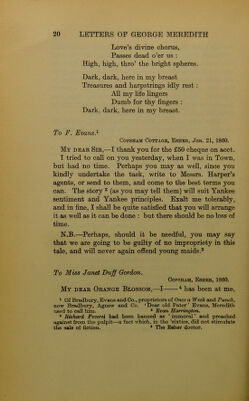 20 LETTERS OF GEORGE MEREDITH
Love's divine chorus,
Passes dead o'er us :
High, high, thro' the bright spheres.
Dark, dark, here in my breast
Treasures and harpstrings idly rest :
All my life lingers
Dumb for thy fingers :
Dark, dark, here in my breast.
To F. Evans.¹
COPSHAM COTTAGE, ESHER, Jan. 21, 1860.
MY DEAR SIR,—I thank you for the £50 cheque on acct.
I tried to call on you yesterday, when I was in Town,
but had no time. Perhaps you may as well, since you
kindly undertake the task, write to Messrs. Harper's
agents, or send to them, and come to the best terms you
can. The story ² (as you may tell them) will suit Yankee
sentiment and Yankee principles. Exalt me tolerably,
and in fine, I shall be quite satisfied that you will arrange
it as well as it can be done : but there should be no loss of
time.
N.B.—Perhaps, should it be needful, you may say
that we are going to be guilty of no impropriety in this
tale, and will never again offend young maids.³
To Miss Janet Duff Gordon.
COPSHAM, ESHER, 1860.
MY DEAR ORANGE BLOSSOM,—I—— ⁴ has been at me,
¹ Of Bradbury, Evans and Co., proprietors of Once a Week and Punch,
now Bradbury, Agnew and Co. 'Dear old Pater' Evans, Meredith
used to call him. ² Evan Harrington.
³ Richard Feverel had been banned as 'immoral' and preached
against from the pulpit—a fact which, in the 'sixties, did not stimulate
the sale of fiction. ⁴ The Esher doctor.